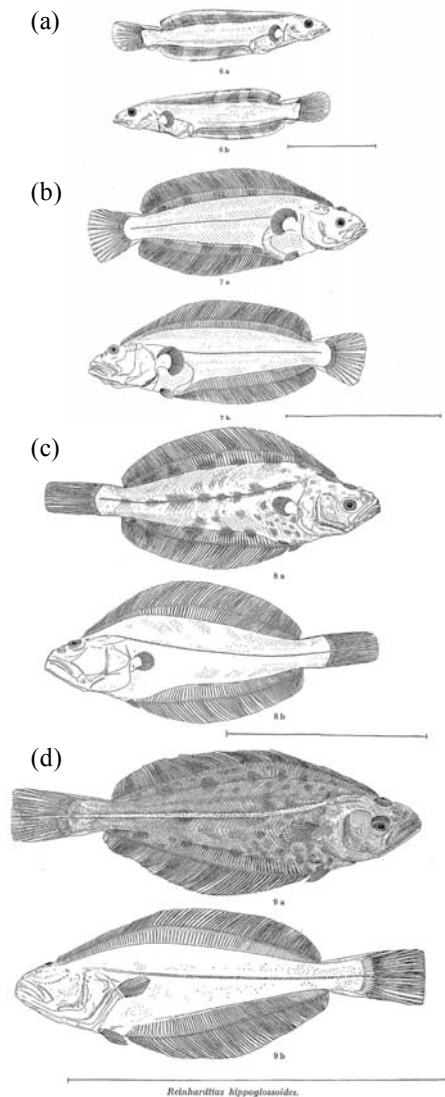 (a)
6 a
6 b
(b)
7 a
7 b
(c)
8 a
8 b
(d)
9 a
9 b
Reinhardtius hippoglossoides.